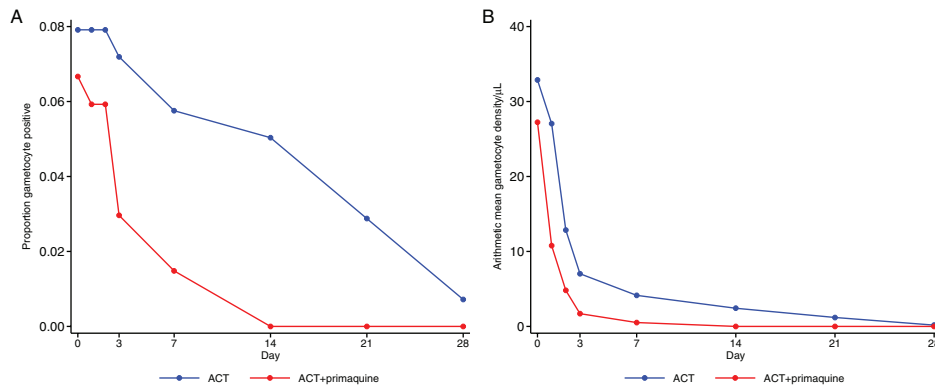 A
Proportion gametocyte positive
0.08
0.06
0.04
0.02
0.00
0 3 7 14 21 28
Day
ACT ACT+primaquine
B
Arithmetic mean gametocyte density/µL
40
30
20
10
0
0 3 7 14 21 28
Day
ACT ACT+primaquine